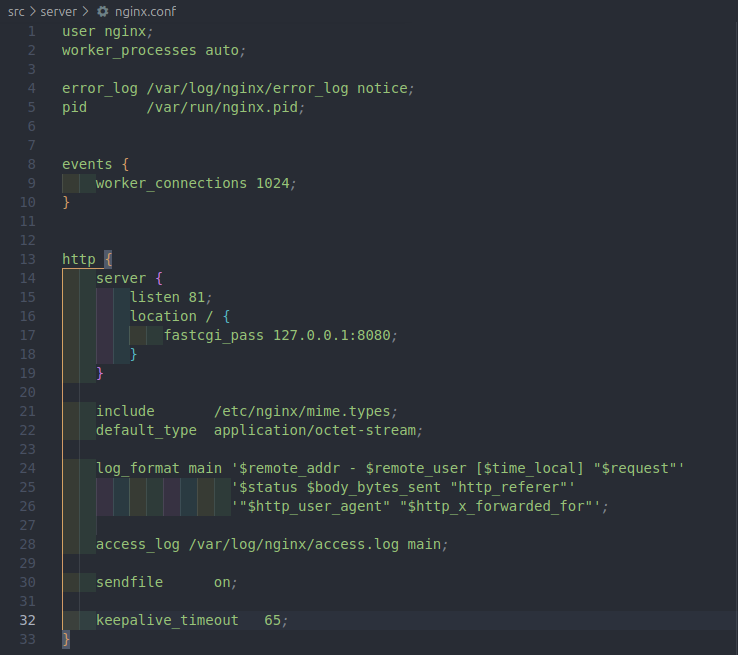 src > server > nginx.conf
1 user nginx;
2 worker_processes auto;
3
4 error_log /var/log/nginx/error_log notice;
5 pid        /var/run/nginx.pid;
6
7
8 events {
9     worker_connections 1024;
10 }
11
12
13 http {
14     server {
15         listen 81;
16         location / {
17             fastcgi_pass 127.0.0.1:8080;
18         }
19     }
20
21     include       /etc/nginx/mime.types;
22     default_type  application/octet-stream;
23
24     log_format main '$remote_addr - $remote_user [$time_local] "$request"'
25                     '$status $body_bytes_sent "http_referer"'
26                     '"$http_user_agent" "$http_x_forwarded_for"';
27
28     access_log /var/log/nginx/access.log main;
29
30     sendfile      on;
31
32     keepalive_timeout   65;
33 }